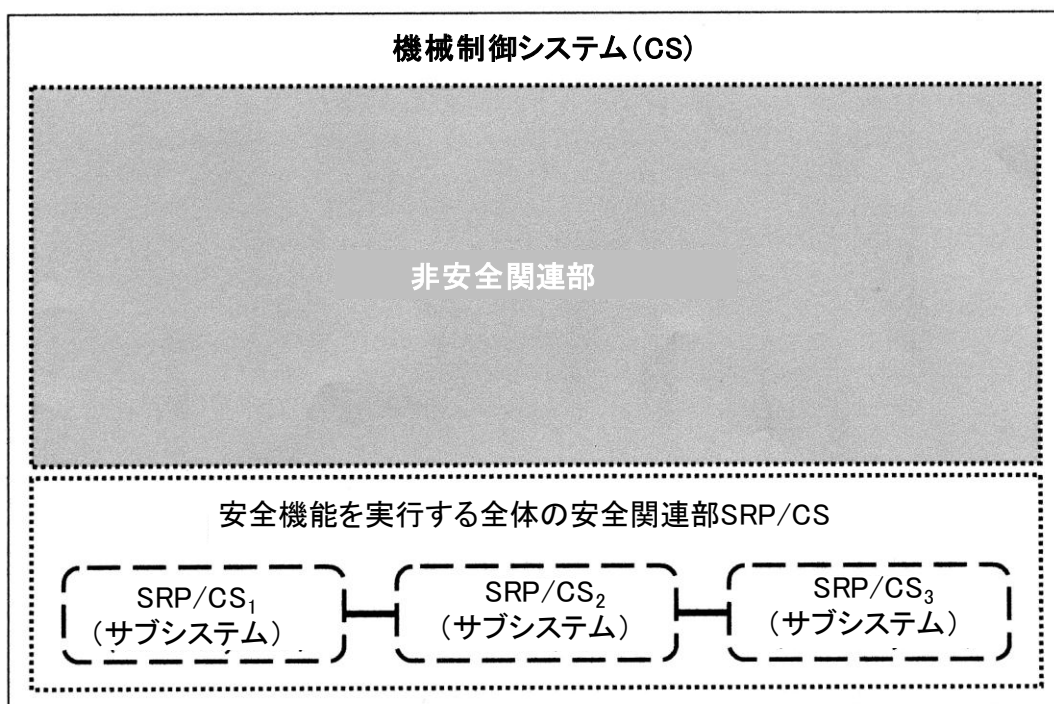 機械制御システム(CS)
非安全関連部
安全機能を実行する全体の安全関連部SRP/CS
SRP/CS₁
(サブシステム)
SRP/CS₂
(サブシステム)
SRP/CS₃
(サブシステム)